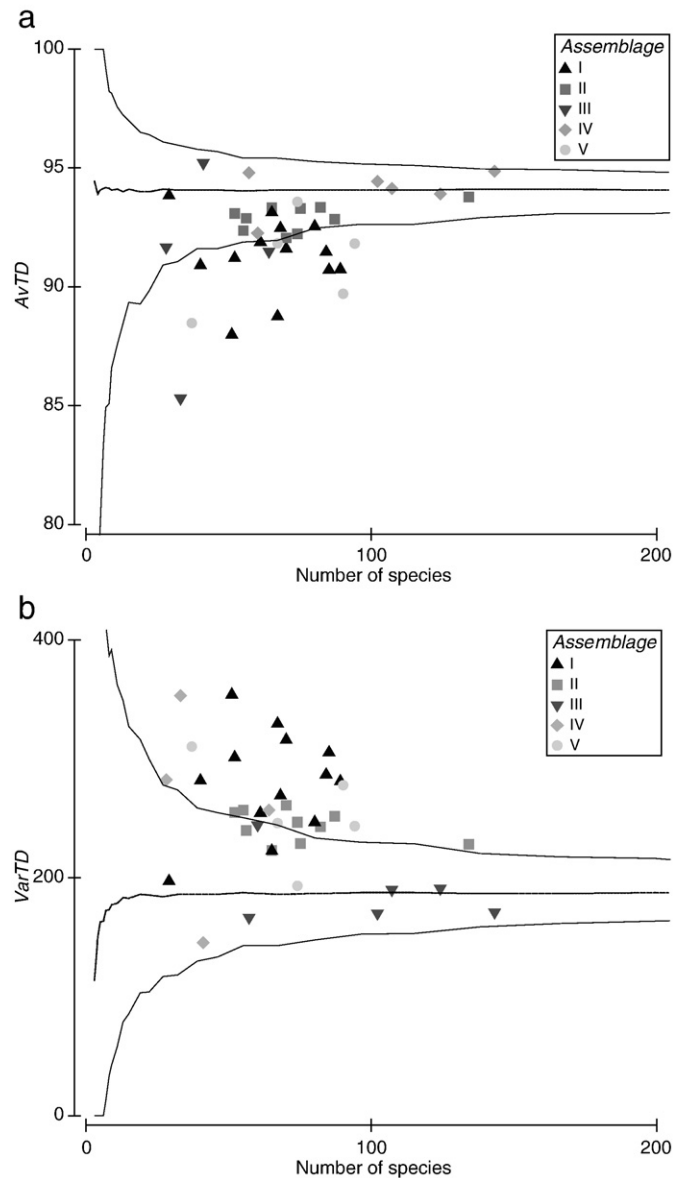 a
100
95
90
85
80
AvTD
Assemblage
I
II
III
IV
V
0
100
200
Number of species
b
400
200
0
VarTD
Assemblage
I
II
III
IV
V
0
100
200
Number of species